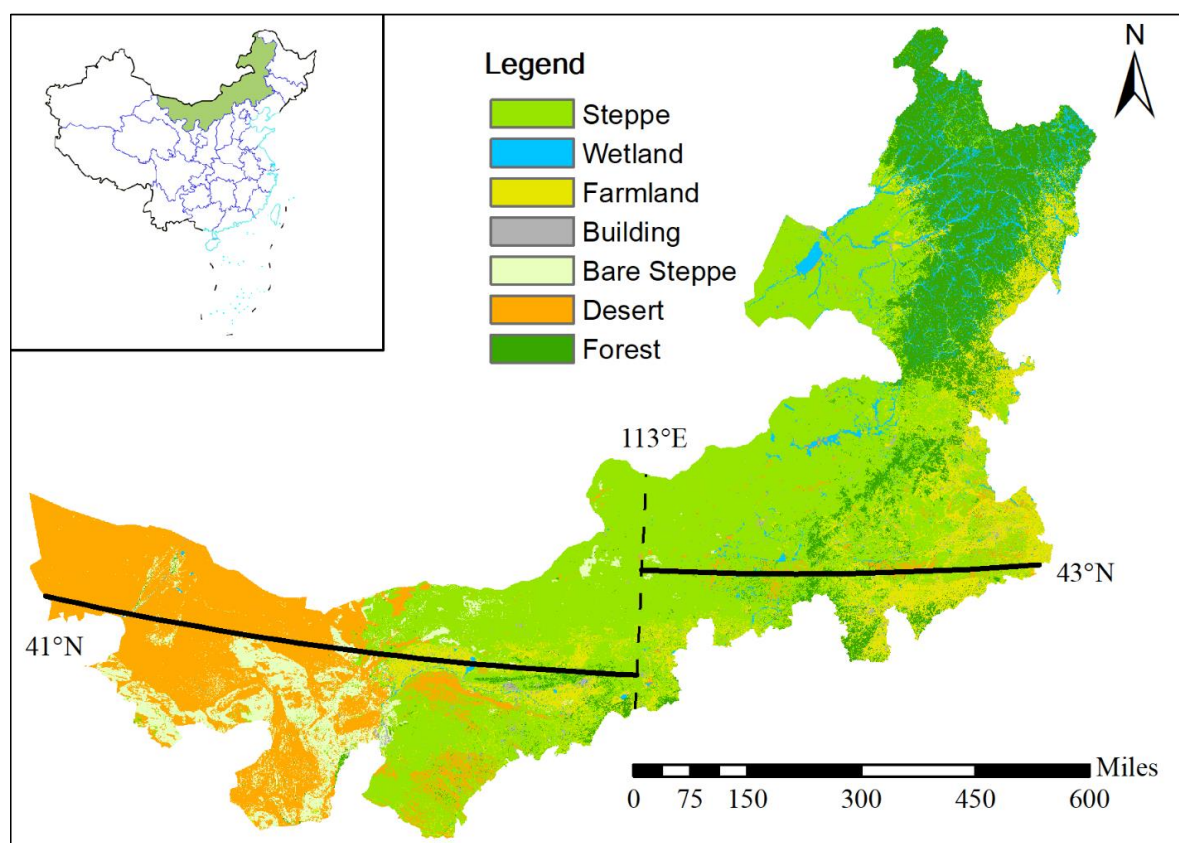 N
Legend
Steppe
Wetland
Farmland
Building
Bare Steppe
Desert
Forest
113°E
43°N
41°N
Miles
0 75 150 300 450 600